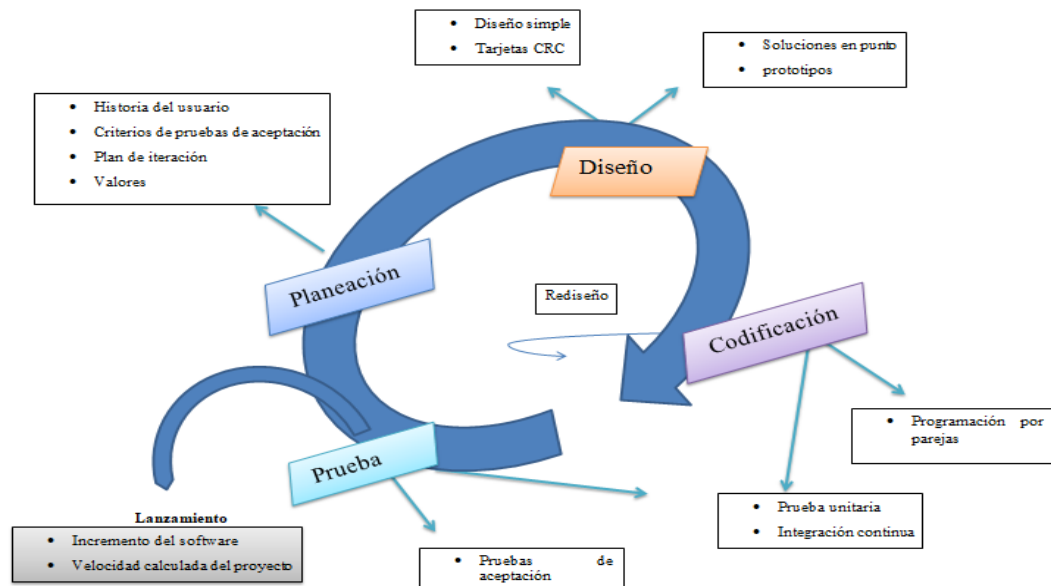 • Diseño simple
• Tarjetas CRC
• Soluciones en punto
• prototipos
• Historia del usuario
• Criterios de pruebas de aceptación
• Plan de iteración
• Valores
Diseño
Planeación
Rediseño
Codificación
• Programación por
parejas
Prueba
• Prueba unitaria
• Integración continua
Lanzamiento
• Incremento del software
• Velocidad calculada del proyecto
• Pruebas de
aceptación